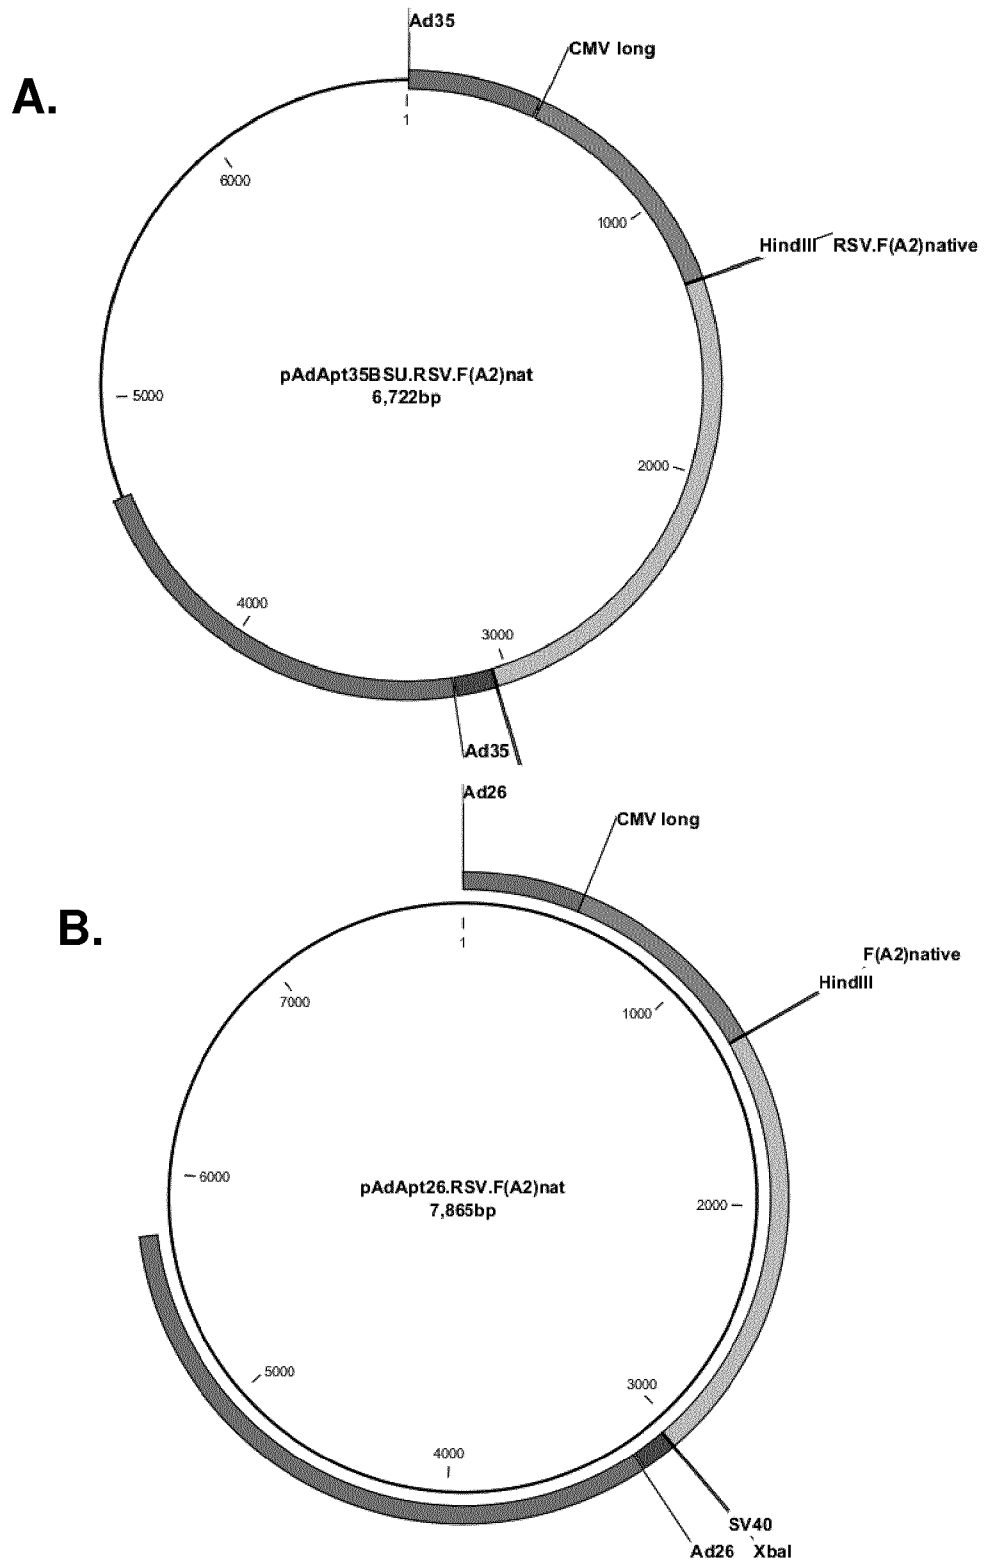 A.
Ad35
CMV long
1
6000
1000
HindIII RSV.F(A2)native
pAdApt35BSU.RSV.F(A2)nat
6,722bp
5000
2000
4000
3000
Ad35
B.
Ad26
CMV long
1
F(A2)native
HindIII
7000
1000
pAdApt26.RSV.F(A2)nat
7,865bp
6000
2000
5000
3000
4000
SV40
Ad26 XbaI